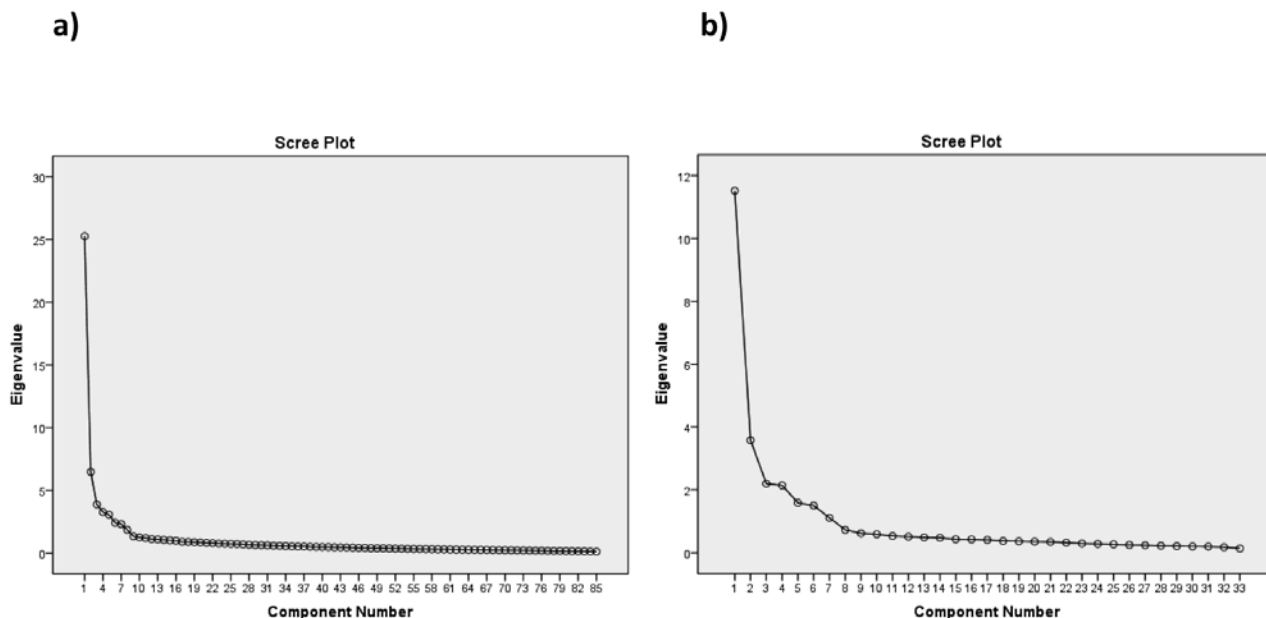 a)
b)
Scree Plot
Eigenvalue
30
25
20
15
10
5
0
1 4 7 10 13 16 19 22 25 28 31 34 37 40 43 46 49 52 55 58 61 64 67 70 73 76 79 82 85
Component Number
Scree Plot
Eigenvalue
12
10
8
6
4
2
0
1 2 3 4 5 6 7 8 9 10 11 12 13 14 15 16 17 18 19 20 21 22 23 24 25 26 27 28 29 30 31 32 33
Component Number